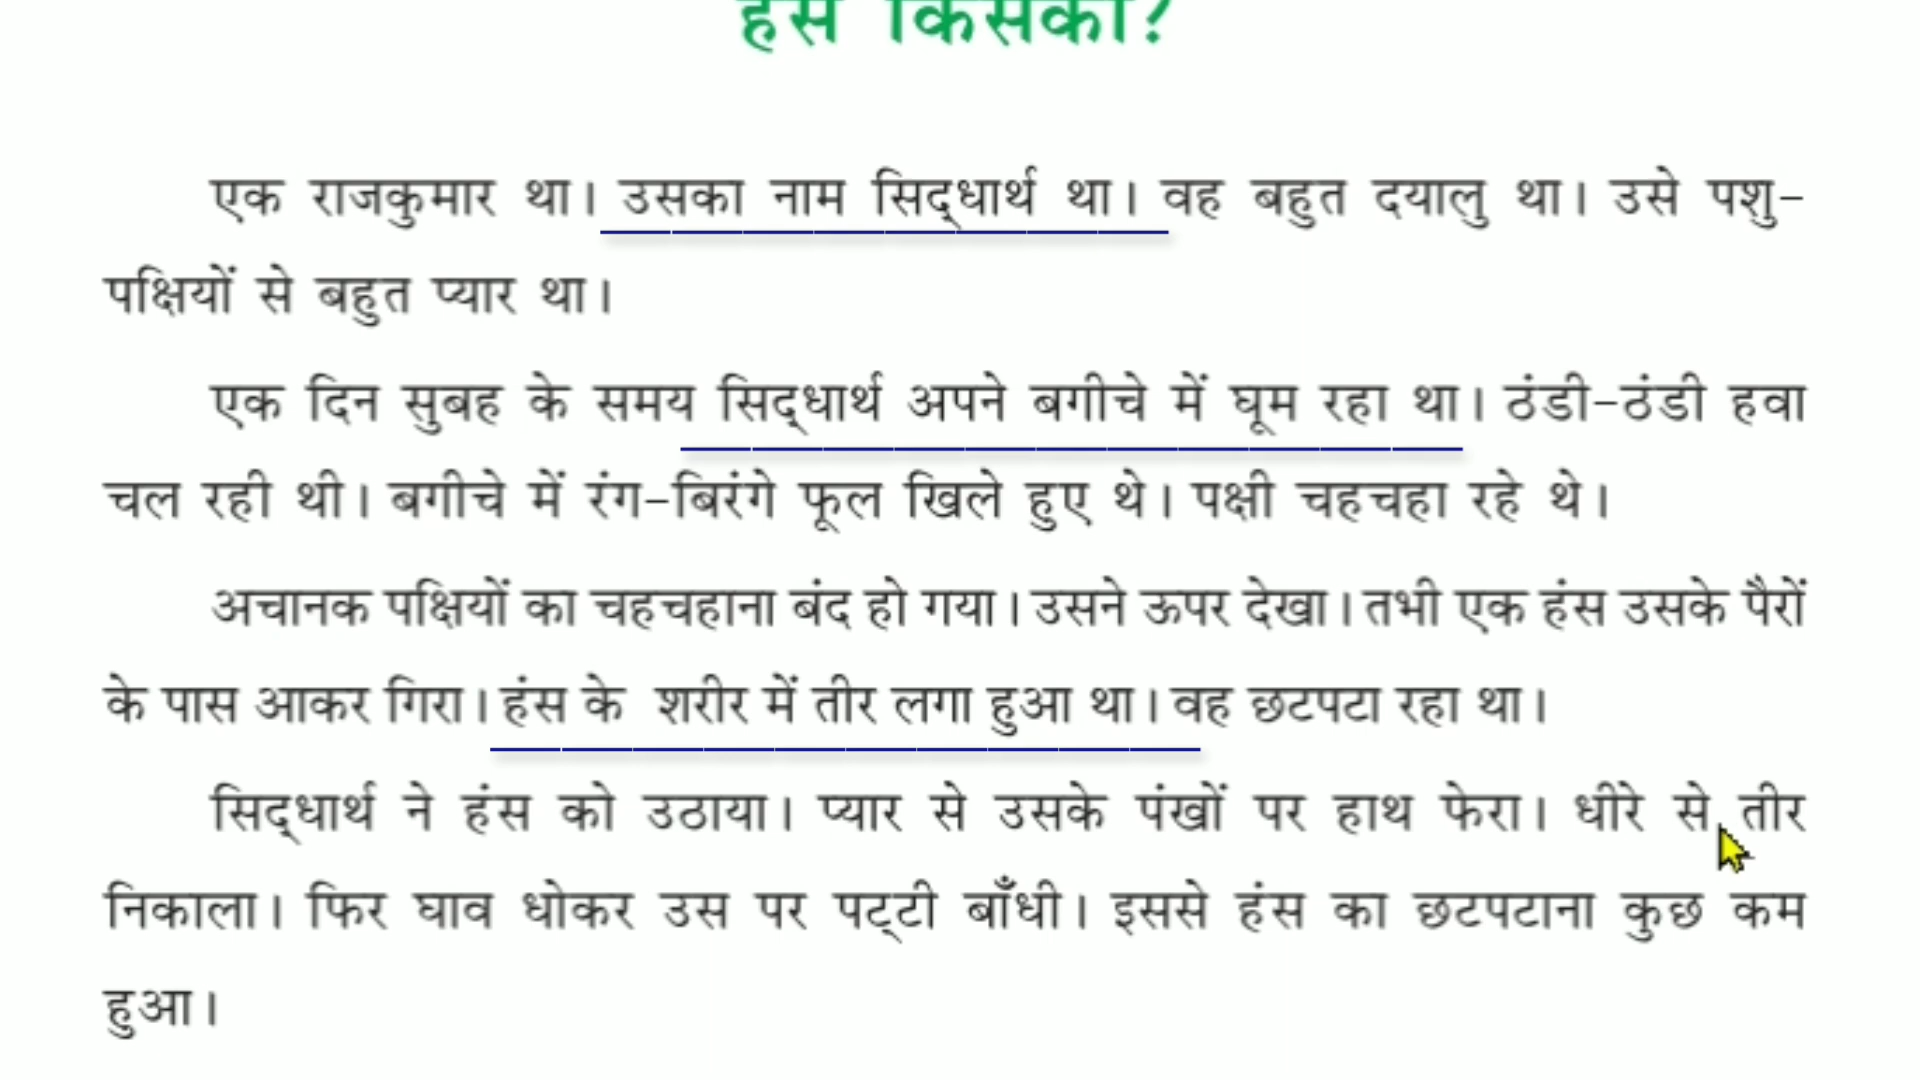 हंस किसका?
एक राजकुमार था। उसका नाम सिद्‌धार्थ था। वह बहुत दयालु था। उसे पशु-
पक्षियों से बहुत प्यार था।
एक दिन सुबह के समय सिद्‌धार्थ अपने बगीचे में घूम रहा था। ठंडी-ठंडी हवा
चल रही थी। बगीचे में रंग-बिरंगे फूल खिले हुए थे। पक्षी चहचहा रहे थे।
अचानक पक्षियों का चहचहाना बंद हो गया। उसने ऊपर देखा। तभी एक हंस उसके पैरों
के पास आकर गिरा। हंस के शरीर में तीर लगा हुआ था। वह छटपटा रहा था।
सिद्‌धार्थ ने हंस को उठाया। प्यार से उसके पंखों पर हाथ फेरा। धीरे से तीर
निकाला। फिर घाव धोकर उस पर पट्‌टी बाँधी। इससे हंस का छटपटाना कुछ कम
हुआ।